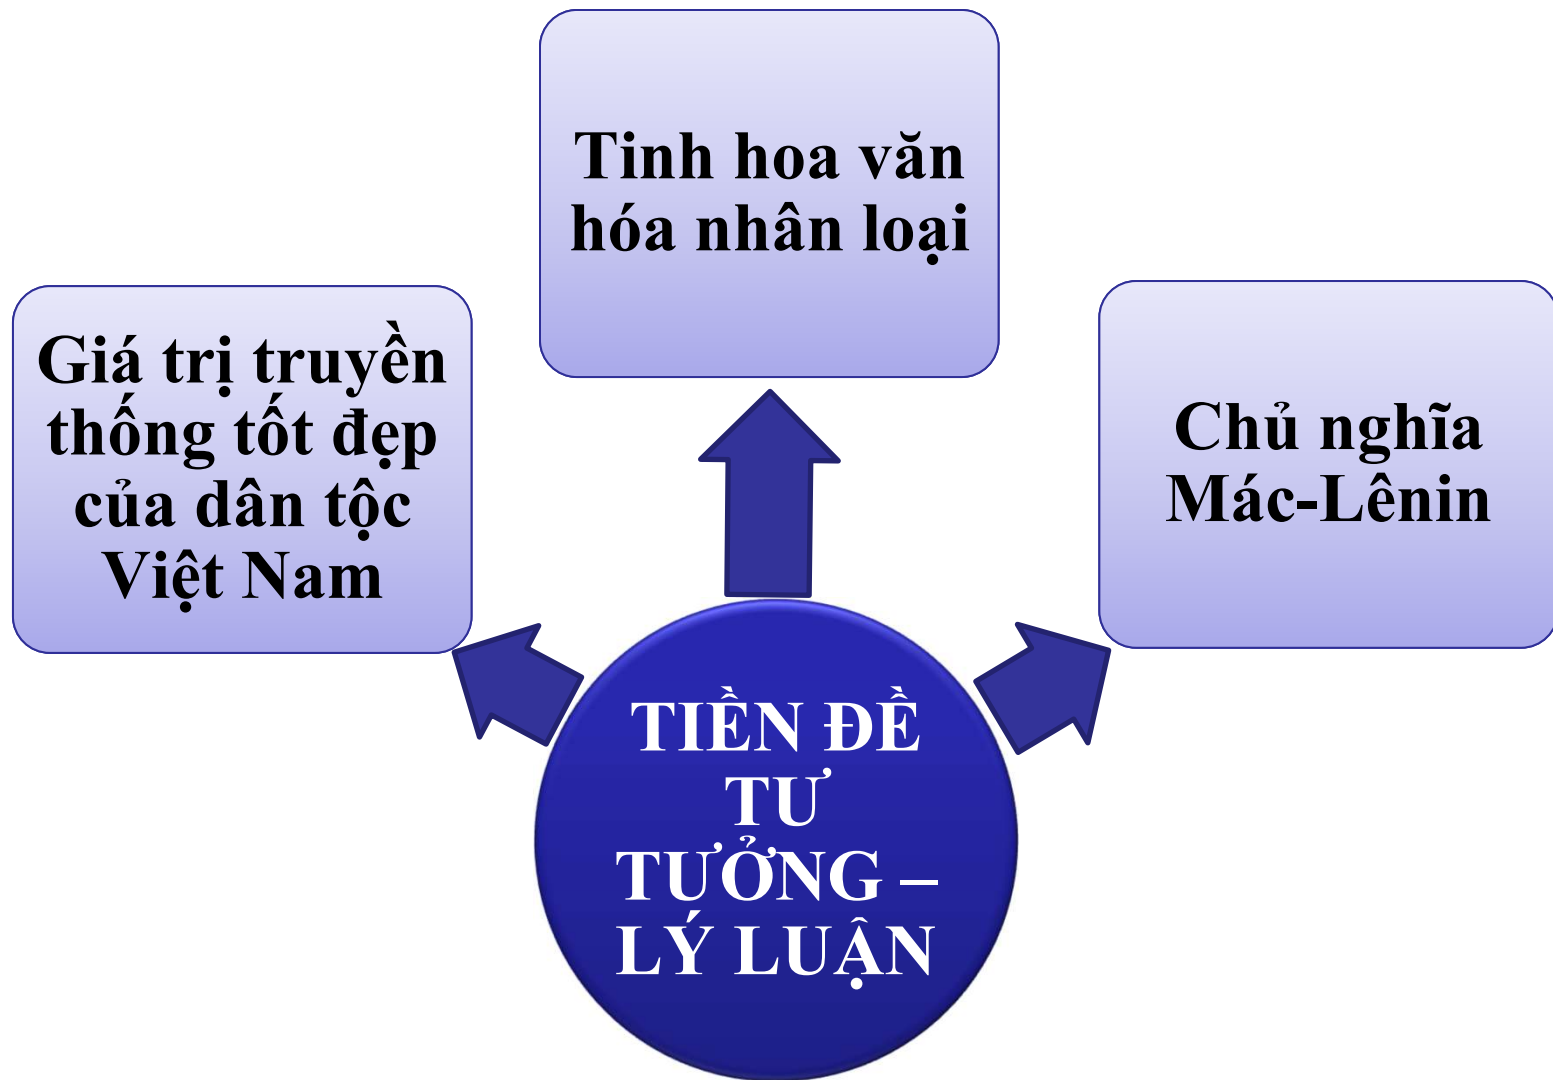 Tinh hoa văn
hóa nhân loại
Giá trị truyền
thống tốt đẹp
của dân tộc
Việt Nam
Chủ nghĩa
Mác-Lênin
TIỀN ĐỀ
TƯ
TƯỞNG –
LÝ LUẬN